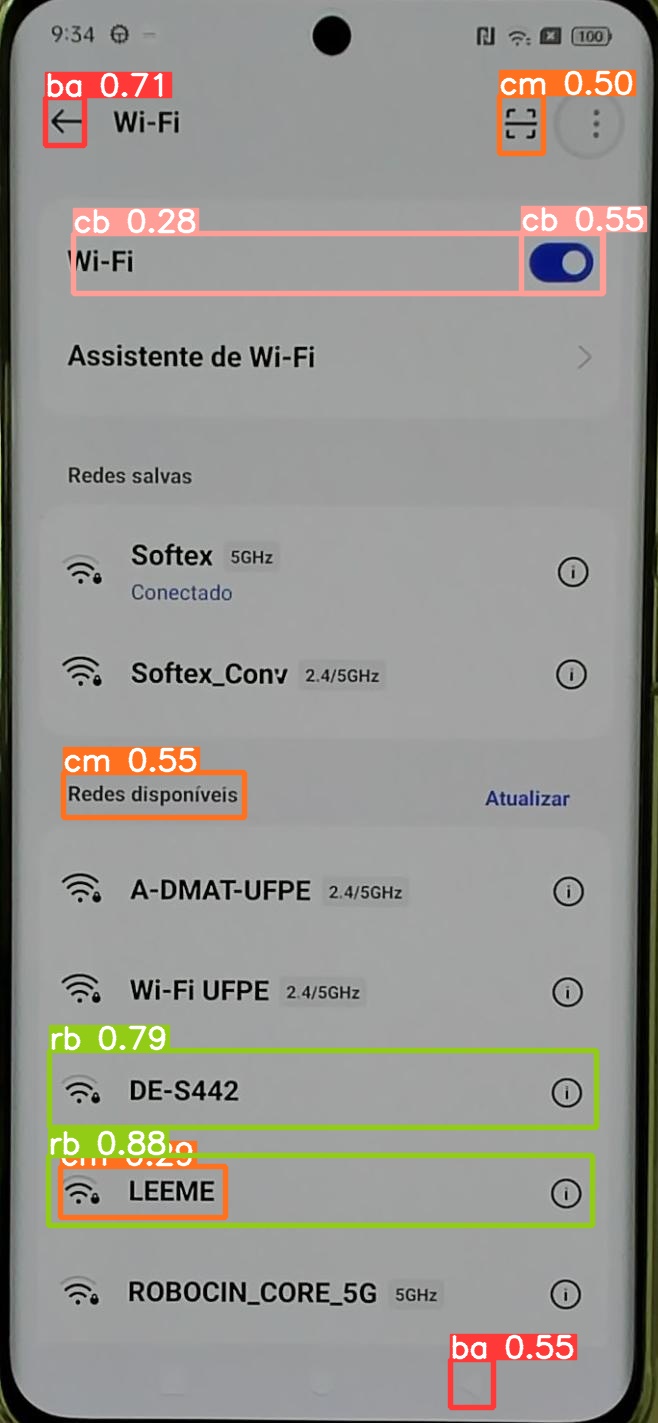 9:34
100
ba 0.71
cm 0.50
Wi-Fi
cb 0.28
cb 0.55
Wi-Fi
Assistente de Wi-Fi
Redes salvas
Softex 5GHz
Conectado
Softex_Conv 2.4/5GHz
cm 0.55
Redes disponíveis
Atualizar
A-DMAT-UFPE 2.4/5GHz
Wi-Fi UFPE 2.4/5GHz
rb 0.79
DE-S442
rb 0.88
LEEME
ROBOCIN_CORE_5G 5GHz
ba 0.55